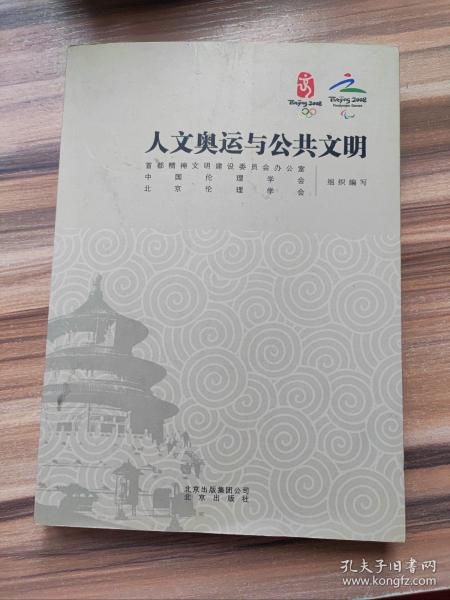 Beijing 2008
Beijing 2008
Paralympic Games
人文奥运与公共文明
首都精神文明建设委员会办公室
中国伦理学会
北京伦理学会
组织编写
北京出版集团公司
北京出版社
孔夫子旧书网
www.kongfz.com